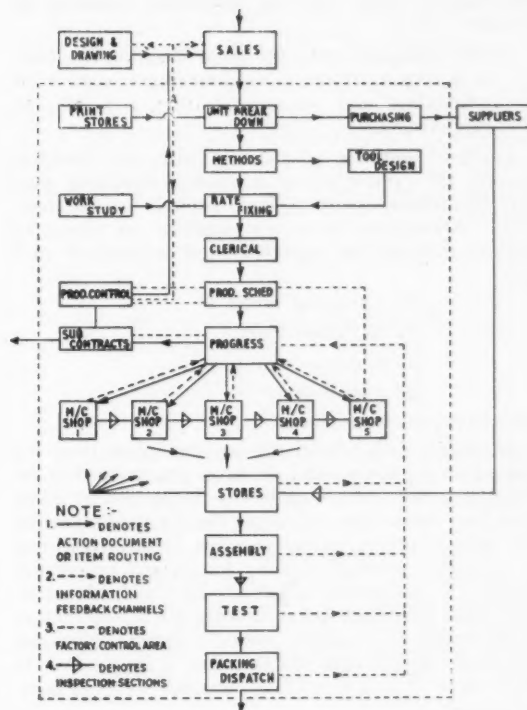 DESIGN &
DRAWING
SALES
PRINT
STORES
UNIT BREAK
DOWN
PURCHASING
SUPPLIERS
METHODS
TOOL
DESIGN
WORK
STUDY
RATE
FIXING
CLERICAL
PROD. CONTROL
PROD. SCHED
SUB
CONTRACTS
PROGRESS
M/C
SHOP
1
M/C
SHOP
2
M/C
SHOP
3
M/C
SHOP
4
M/C
SHOP
5
STORES
NOTE :-
1. DENOTES
ACTION DOCUMENT
OR ITEM ROUTING
2. DENOTES
INFORMATION
FEEDBACK CHANNELS
3. DENOTES
FACTORY CONTROL AREA
4. DENOTES
INSPECTION SECTIONS
ASSEMBLY
TEST
PACKING
DISPATCH